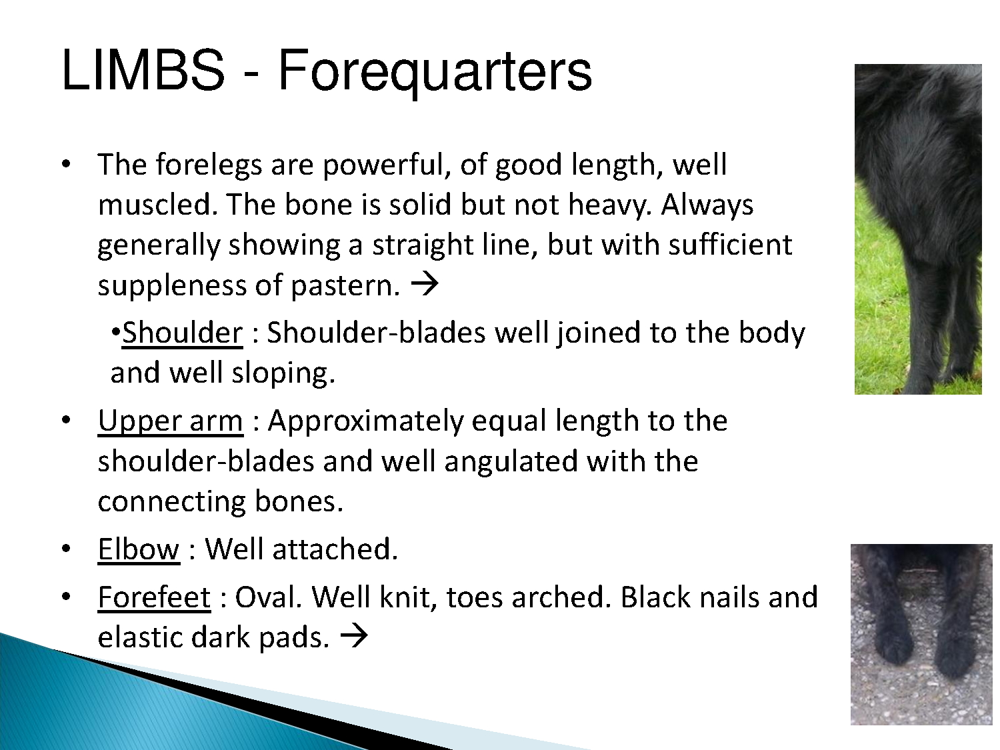 LIMBS - Forequarters
• The forelegs are powerful, of good length, well
muscled. The bone is solid but not heavy. Always
generally showing a straight line, but with sufficient
suppleness of pastern. →
•Shoulder : Shoulder-blades well joined to the body
and well sloping.
• Upper arm : Approximately equal length to the
shoulder-blades and well angulated with the
connecting bones.
• Elbow : Well attached.
• Forefeet : Oval. Well knit, toes arched. Black nails and
elastic dark pads. →